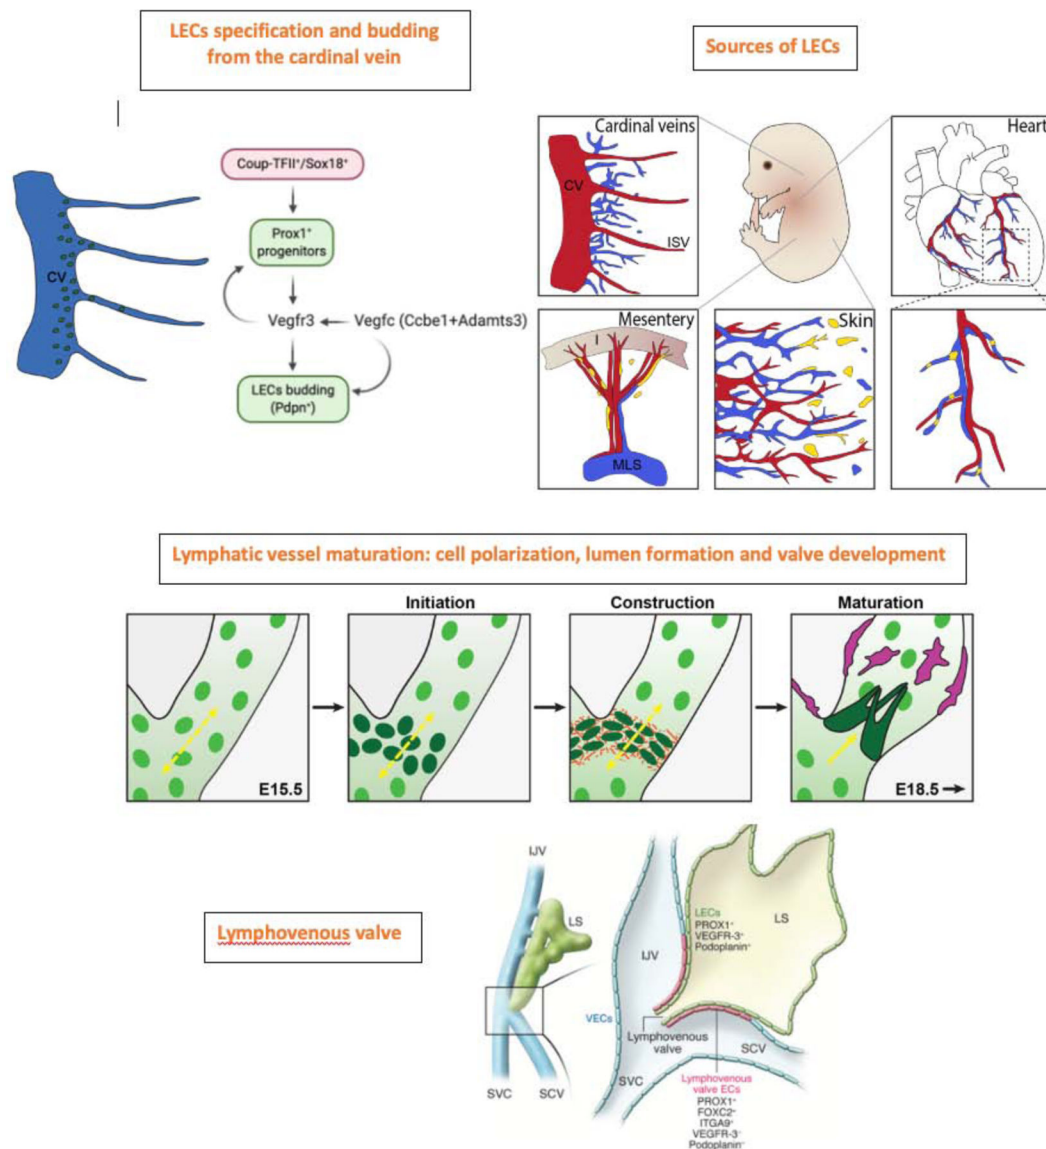 LECs specification and budding
from the cardinal vein
Coup-TFII⁺/Sox18⁺
Prox1⁺
progenitors
CV
Vegfr3
Vegfc (Ccbe1+Adamts3)
LECs budding
(Pdpn⁺)
Sources of LECs
Cardinal veins
CV
ISV
Heart
Mesentery
I
MLS
Skin
Lymphatic vessel maturation: cell polarization, lumen formation and valve development
Initiation
Construction
Maturation
E15.5
E18.5
Lymphovenous valve
IJV
LS
SVC
SCV
LECs
PROX1⁺
VEGFR-3⁺
Podoplanin⁺
LS
IJV
VECs
Lymphovenous
valve
SCV
SVC
Lymphovenous
valve ECs
PROX1⁺
FOXC2⁺
ITGA9⁺
VEGFR-3⁻
Podoplanin⁻